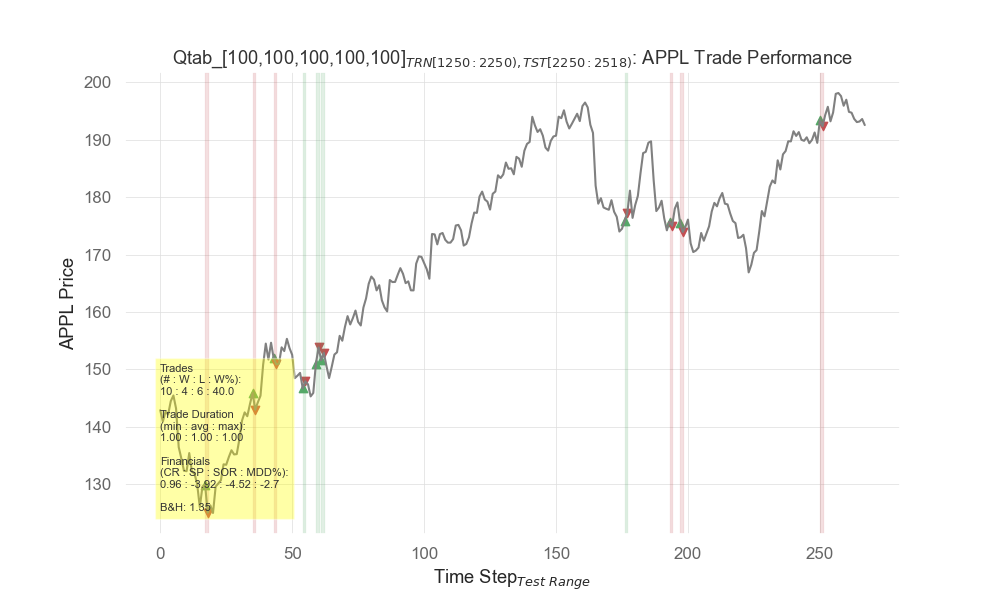 Qtab_[100,100,100,100,100]TRN[1250:2250),TST[2250:2518): APPL Trade Performance
200
190
180
170
160
150
140
130
APPL Price
Trades
(# : W : L : W%):
10 : 4 : 6 : 40.0
Trade Duration
(min : avg : max):
1.00 : 1.00 : 1.00
Financials
(CR : SP : SOR : MDD%):
0.96 : -3.92 : -4.52 : -2.7
B&H: 1.35
0
50
100
150
200
250
Time StepTest Range